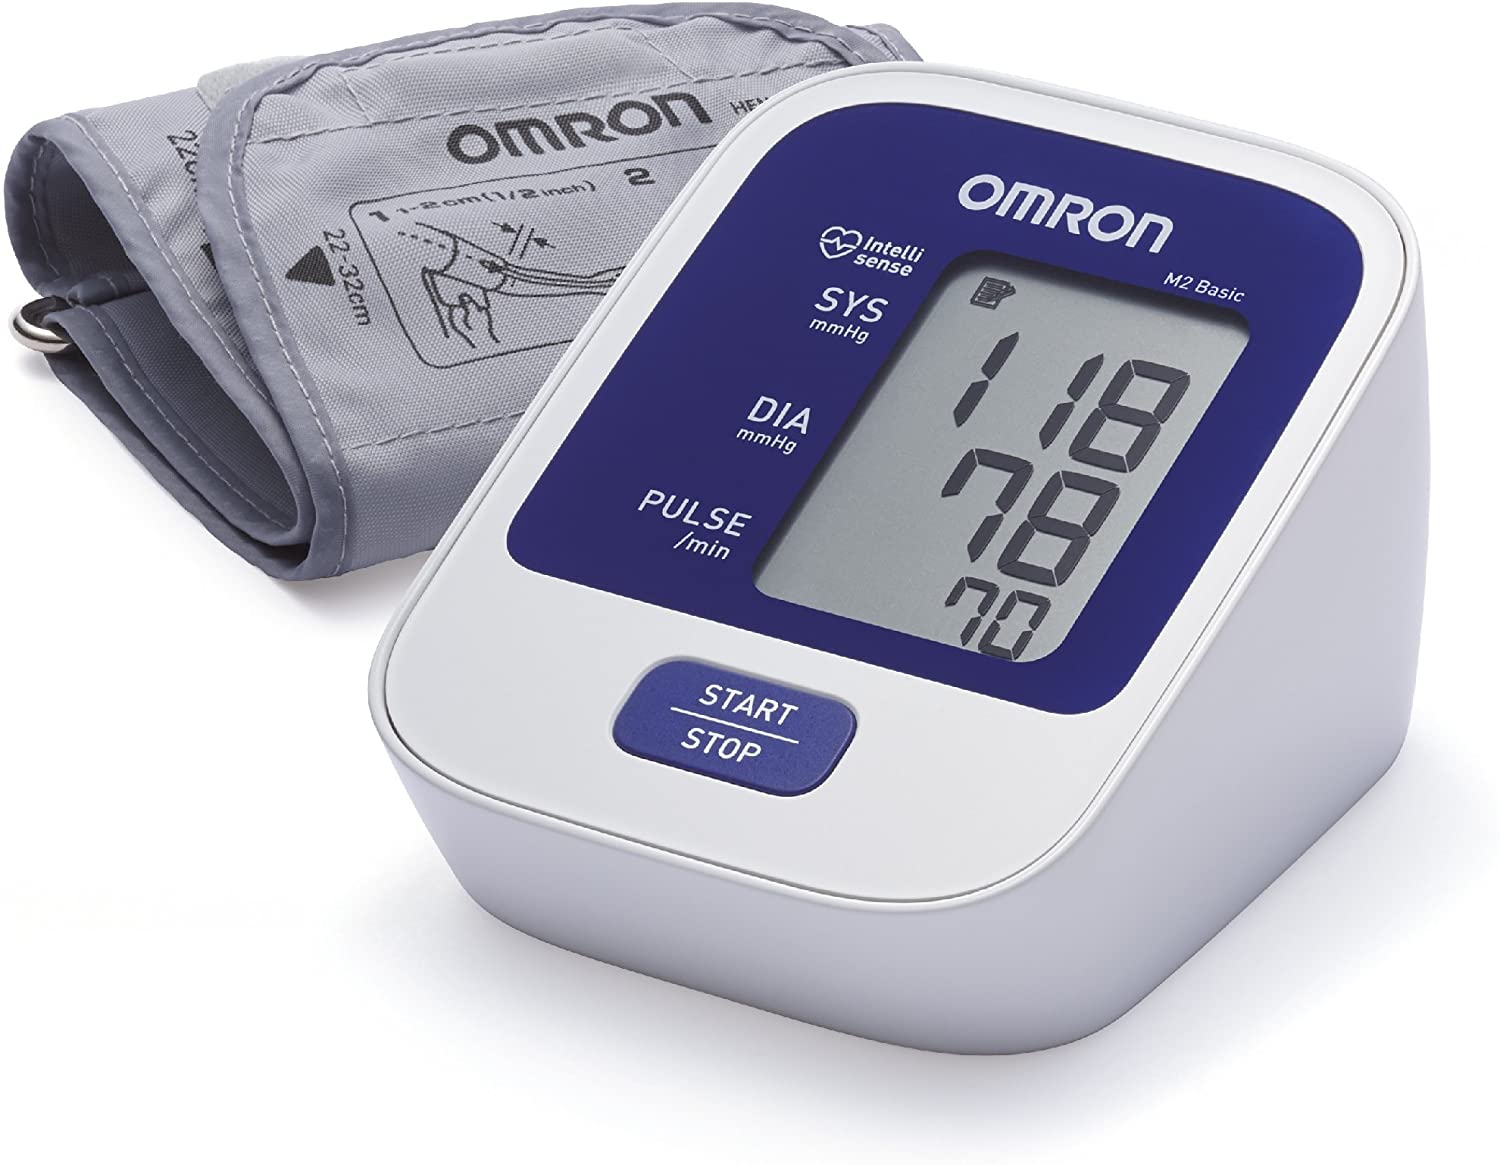 OMRON
HEM
1 1-2cm(1/2inch) 2
22-32cm
OMRON
M2 Basic
Intelli
sense
SYS
mmHg
118
DIA
mmHg
78
PULSE
/min
70
START
STOP